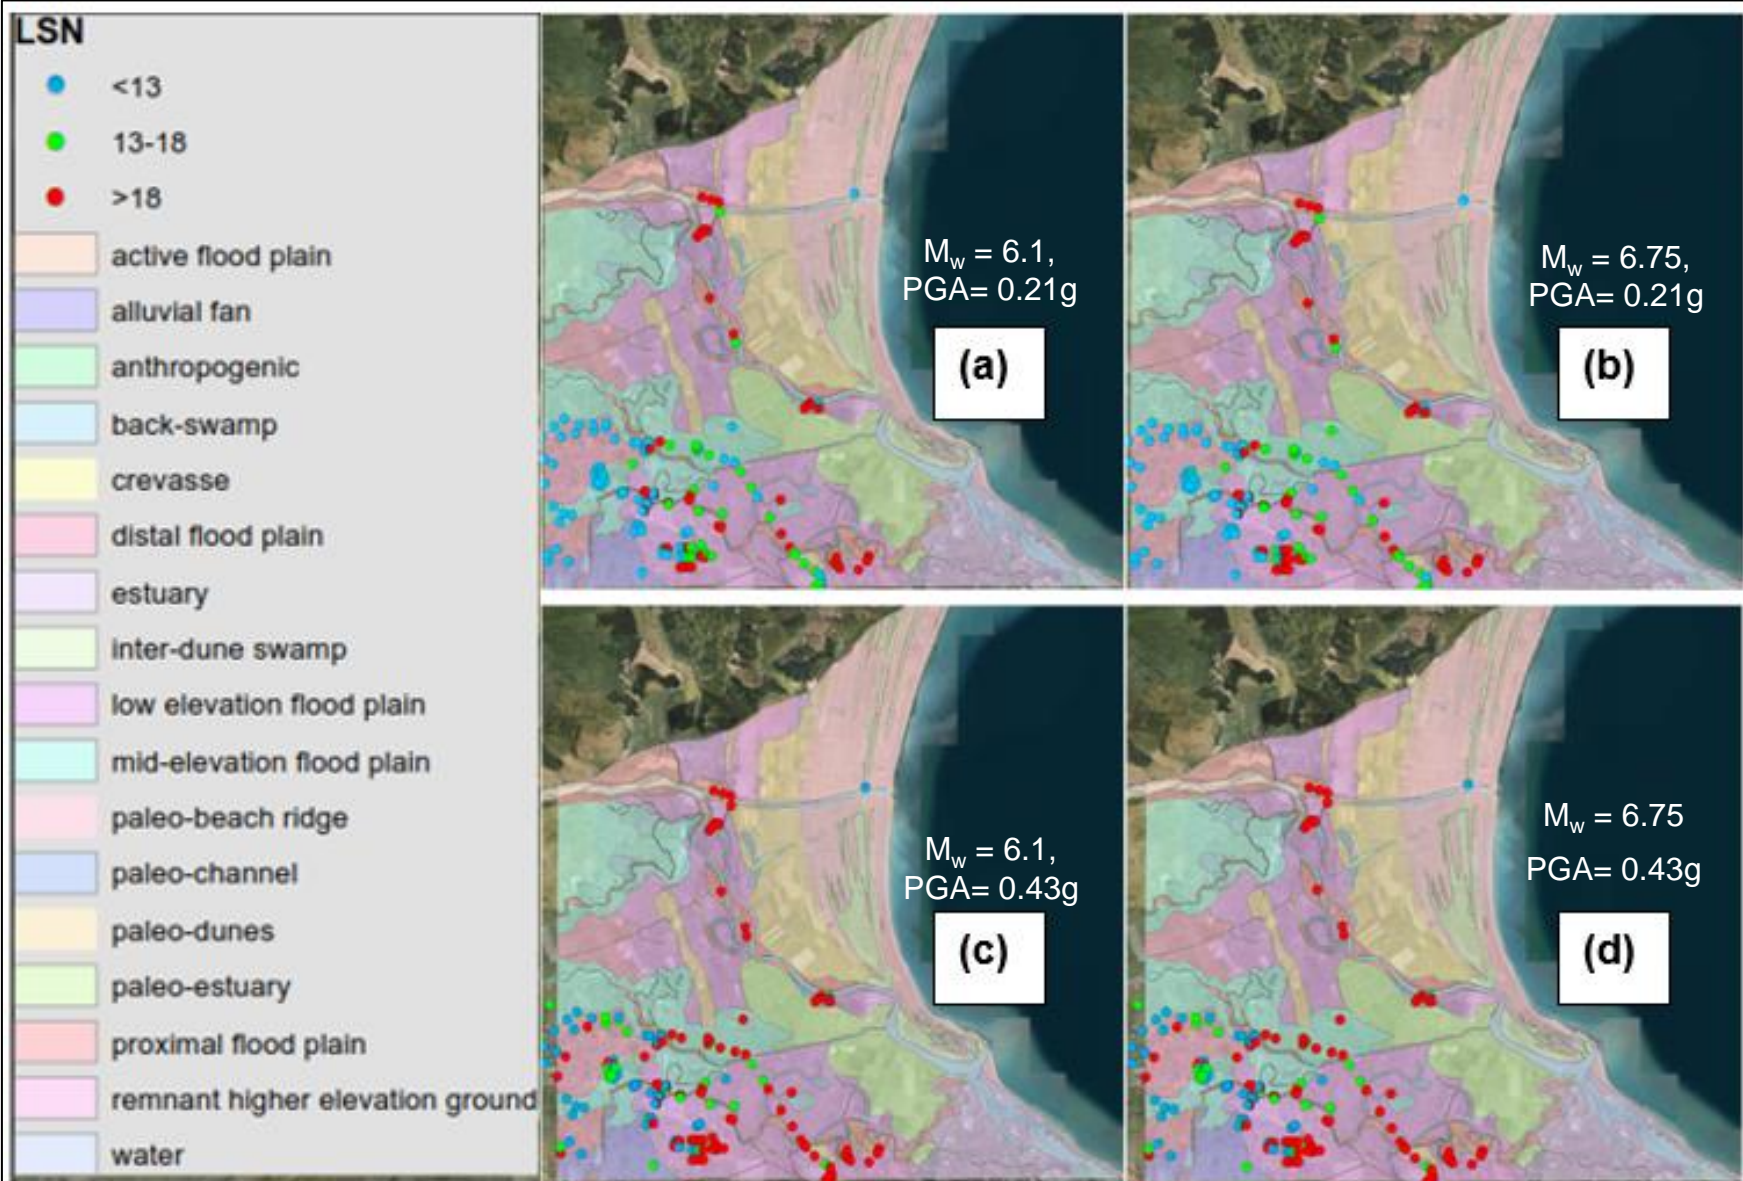 LSN
<13
13-18
>18
active flood plain
alluvial fan
anthropogenic
back-swamp
crevasse
distal flood plain
estuary
inter-dune swamp
low elevation flood plain
mid-elevation flood plain
paleo-beach ridge
paleo-channel
paleo-dunes
paleo-estuary
proximal flood plain
remnant higher elevation ground
water
Mw = 6.1,
PGA= 0.21g
(a)
Mw = 6.75,
PGA= 0.21g
(b)
Mw = 6.1,
PGA= 0.43g
(c)
Mw = 6.75
PGA= 0.43g
(d)